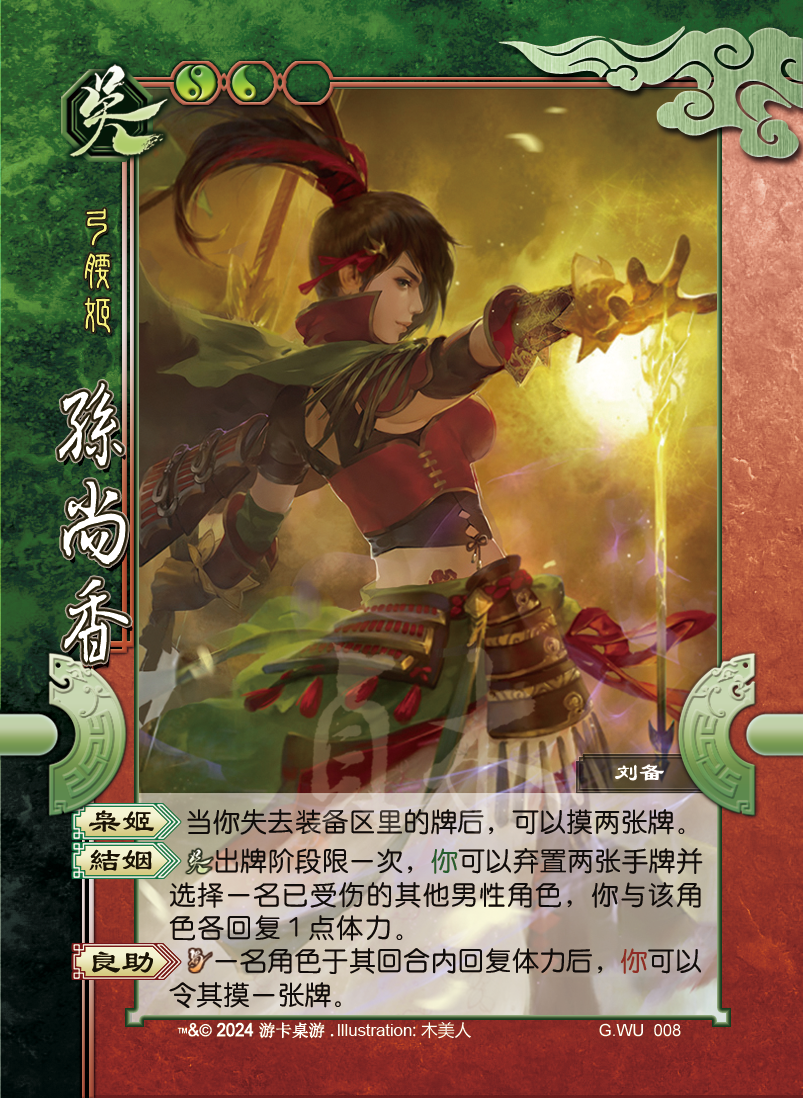 吴
弓腰姬
孫尚香
刘备
枭姬 当你失去装备区里的牌后，可以摸两张牌。
結姻 吴出牌阶段限一次，你可以弃置两张手牌并
选择一名已受伤的其他男性角色，你与该角
色各回复1点体力。
良助 蜀一名角色于其回合内回复体力后，你可以
令其摸一张牌。
™&© 2024 游卡桌游 . Illustration: 木美人
G.WU 008